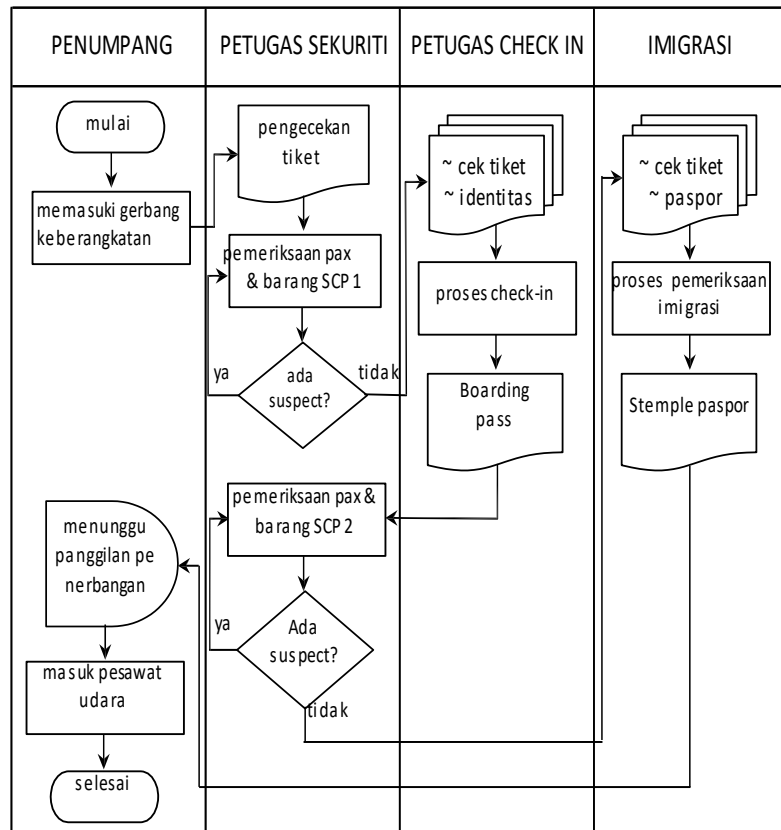 PENUMPANG
PETUGAS SEKURITI
PETUGAS CHECK IN
IMIGRASI
mulai
memasuki gerbang
keberangkatan
pengecekan
tiket
pemeriksaan pax
& barang SCP 1
ya
ada
suspect?
tidak
~ cek tiket
~ identitas
proses check-in
Boarding
pass
pemeriksaan pax &
barang SCP 2
ya
Ada
suspect?
tidak
~ cek tiket
~ paspor
proses pemeriksaan
imigrasi
Stemple paspor
menunggu
panggilan pe
nerbangan
masuk pesawat
udara
selesai